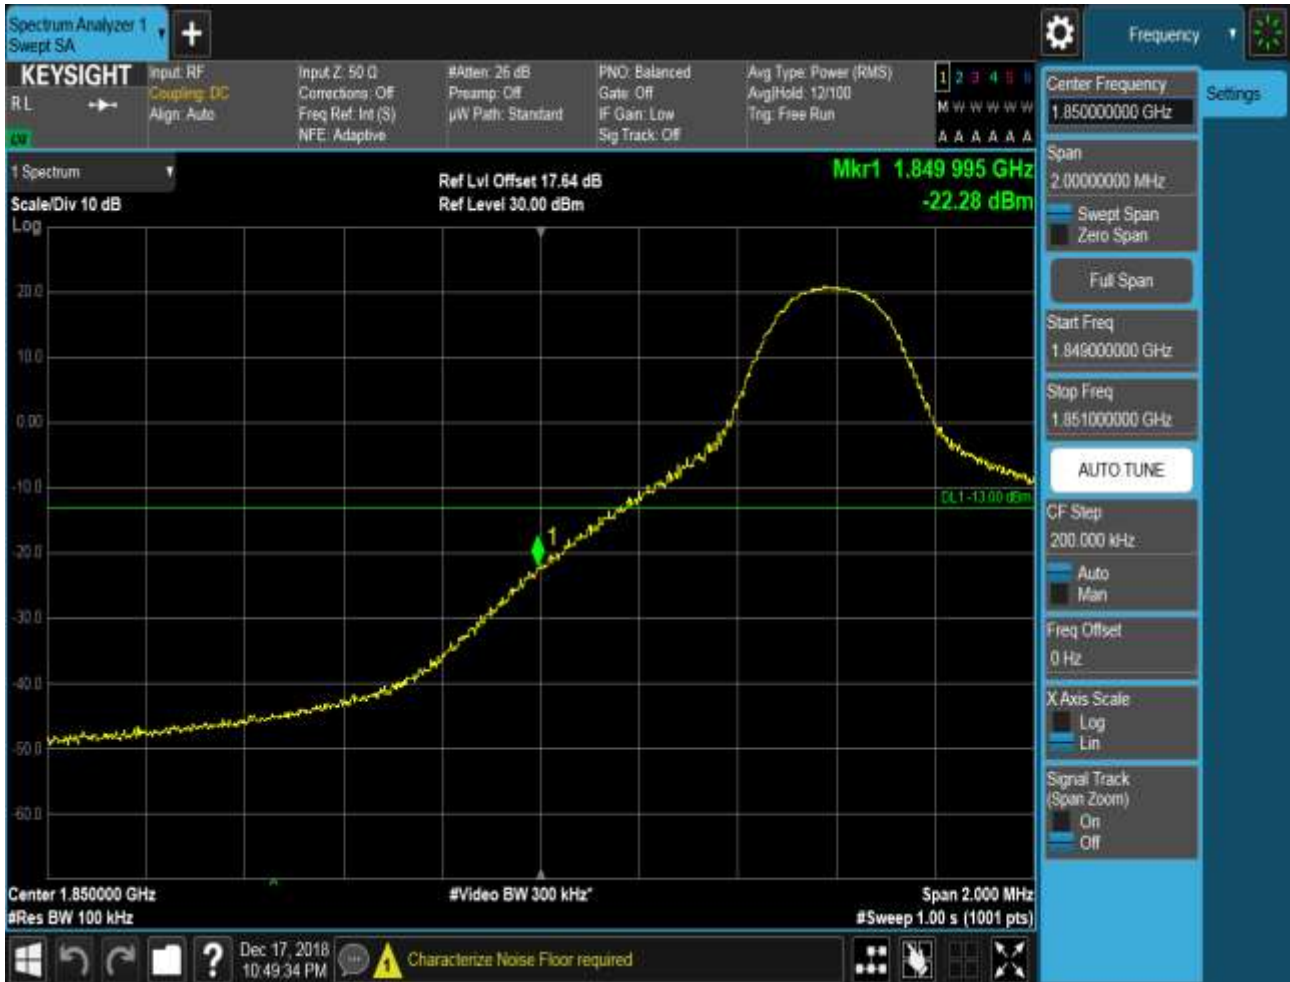 Spectrum Analyzer 1
Swept SA
Frequency
KEYSIGHT
R L
Input: RF
Coupling: DC
Align: Auto
Input Z: 50 Ω
Corrections: Off
Freq Ref: Int (S)
NFE: Adaptive
#Atten: 26 dB
Preamp: Off
µW Path: Standard
PNO: Balanced
Gate: Off
IF Gain: Low
Sig Track: Off
Avg Type: Power (RMS)
Avg|Hold: 12/100
Trig: Free Run
1 2 3 4 5 6
M W W W W W
A A A A A A
1 Spectrum
Scale/Div 10 dB
Log
Ref Lvl Offset 17.64 dB
Ref Level 30.00 dBm
Mkr1 1.849 995 GHz
-22.28 dBm
20.0
10.0
0.00
-10.0
-20.0
-30.0
-40.0
-50.0
-60.0
DL1 -13.00 dBm
1
Center 1.850000 GHz
#Res BW 100 kHz
#Video BW 300 kHz*
Span 2.000 MHz
#Sweep 1.00 s (1001 pts)
Center Frequency
1.850000000 GHz
Settings
Span
2.00000000 MHz
Swept Span
Zero Span
Full Span
Start Freq
1.849000000 GHz
Stop Freq
1.851000000 GHz
AUTO TUNE
CF Step
200.000 kHz
Auto
Man
Freq Offset
0 Hz
X Axis Scale
Log
Lin
Signal Track
(Span Zoom)
On
Off
Dec 17, 2018
10:49:34 PM
Characterize Noise Floor required